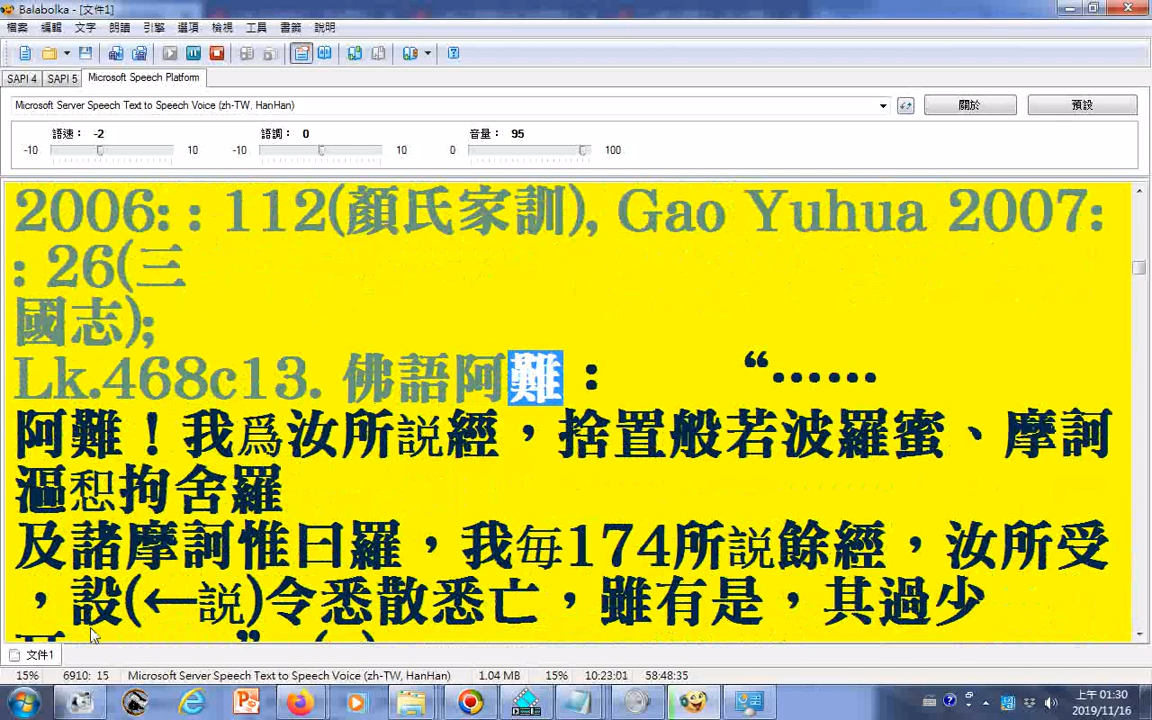 Balabolka - [文件1]
檔案 編輯 文字 朗讀 引擎 選項 檢視 工具 書籤 說明
SAPI 4 SAPI 5 Microsoft Speech Platform
Microsoft Server Speech Text to Speech Voice (zh-TW, HanHan) 關於 預設
語速： -2 語調： 0 音量： 95
-10 10 -10 10 0 100
2006: : 112(顏氏家訓), Gao Yuhua 2007:
: 26(三
國志);
Lk.468c13. 佛語阿難： “……
阿難！我爲汝所説經，捨置般若波羅蜜、摩訶
漚惒拘舍羅
及諸摩訶惟曰羅，我每174所説餘經，汝所受
，設(←説)令悉散悉亡，雖有是，其過少
文件1
15% 6910: 15 Microsoft Server Speech Text to Speech Voice (zh-TW, HanHan) 1.04 MB 15% 10:23:01 58:48:35
上午 01:30
2019/11/16